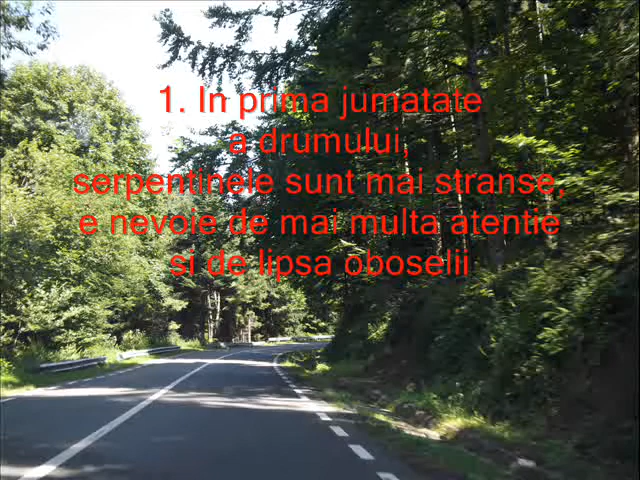 1. In prima jumatate
a drumului,
serpentinele sunt mai stranse,
e nevoie de mai multa atentie
si de lipsa oboselii